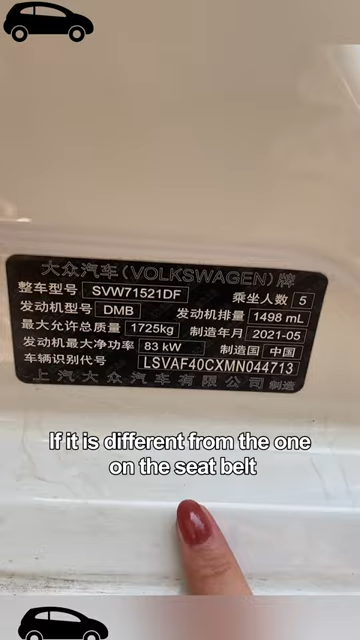 大众汽车(VOLKSWAGEN)牌
整车型号 SVW71521DF 乘坐人数 5
发动机型号 DMB 发动机排量 1498 mL
最大允许总质量 1725kg 制造年月 2021-05
发动机最大净功率 83 kW 制造国 中国
车辆识别代号 LSVAF40CXMN044713
上汽大众汽车有限公司 制造
If it is different from the one
on the seat belt